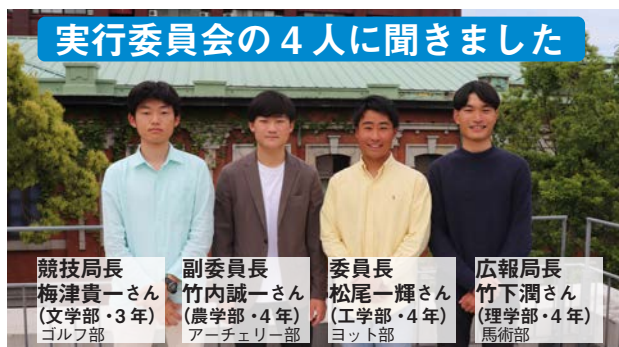 実行委員会の4人に聞きました
競技局長
梅津貴一さん
(文学部・3年)
ゴルフ部
副委員長
竹内誠一さん
(農学部・4年)
アーチェリー部
委員長
松尾一輝さん
(工学部・4年)
ヨット部
広報局長
竹下潤さん
(理学部・4年)
馬術部